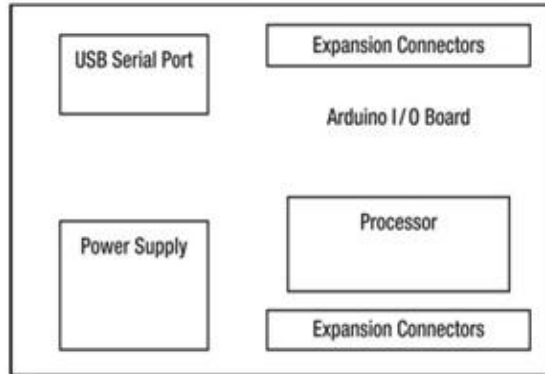 USB Serial Port
Expansion Connectors
Arduino I/O Board
Power Supply
Processor
Expansion Connectors